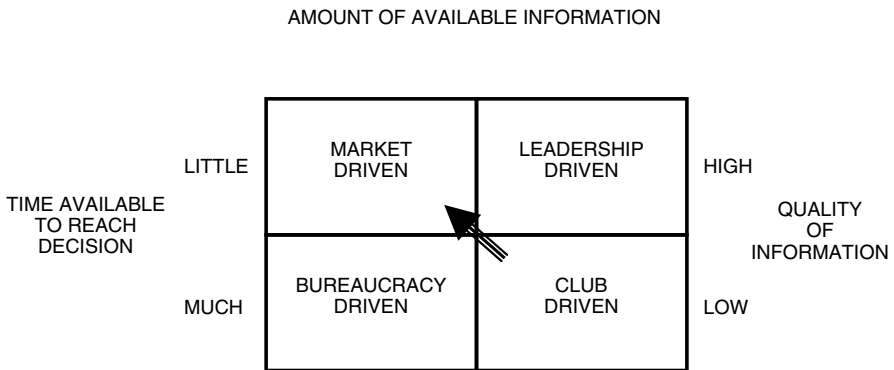 AMOUNT OF AVAILABLE INFORMATION
MARKET
DRIVEN
LEADERSHIP
DRIVEN
LITTLE
HIGH
TIME AVAILABLE
TO REACH
DECISION
QUALITY
OF
INFORMATION
BUREAUCRACY
DRIVEN
CLUB
DRIVEN
MUCH
LOW